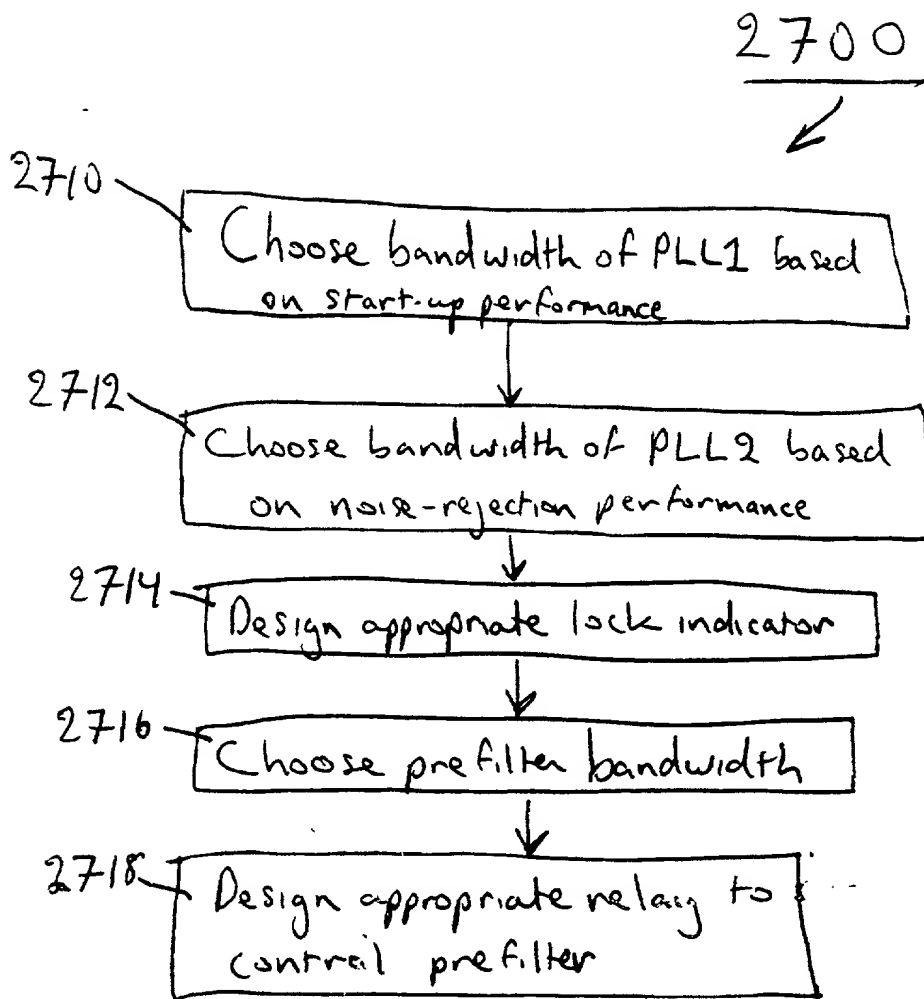 2700
2710
Choose bandwidth of PLL1 based
on start-up performance
2712
Choose bandwidth of PLL2 based
on noise-rejection performance
2714
Design appropriate lock indicator
2716
Choose prefilter bandwidth
2718
Design appropriate relay to
control prefilter